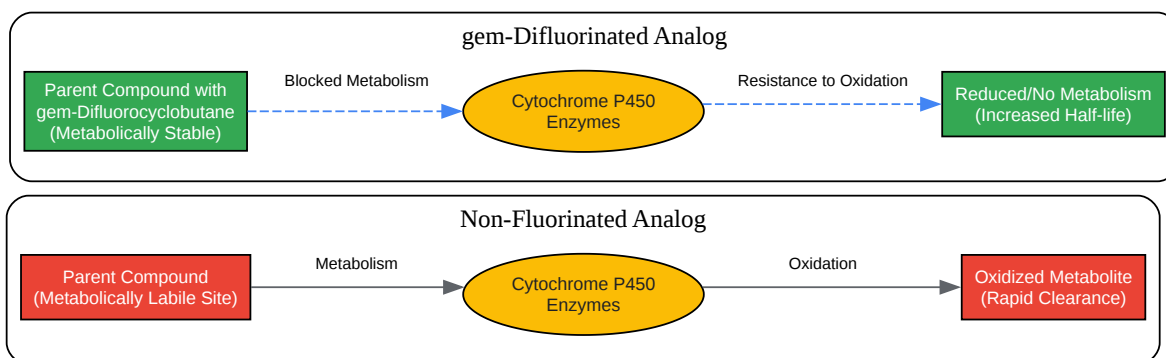 gem-Difluorinated Analog
Parent Compound with
gem-Difluorocyclobutane
(Metabolically Stable)
Blocked Metabolism
Cytochrome P450
Enzymes
Resistance to Oxidation
Reduced/No Metabolism
(Increased Half-life)
Non-Fluorinated Analog
Parent Compound
(Metabolically Labile Site)
Metabolism
Cytochrome P450
Enzymes
Oxidation
Oxidized Metabolite
(Rapid Clearance)